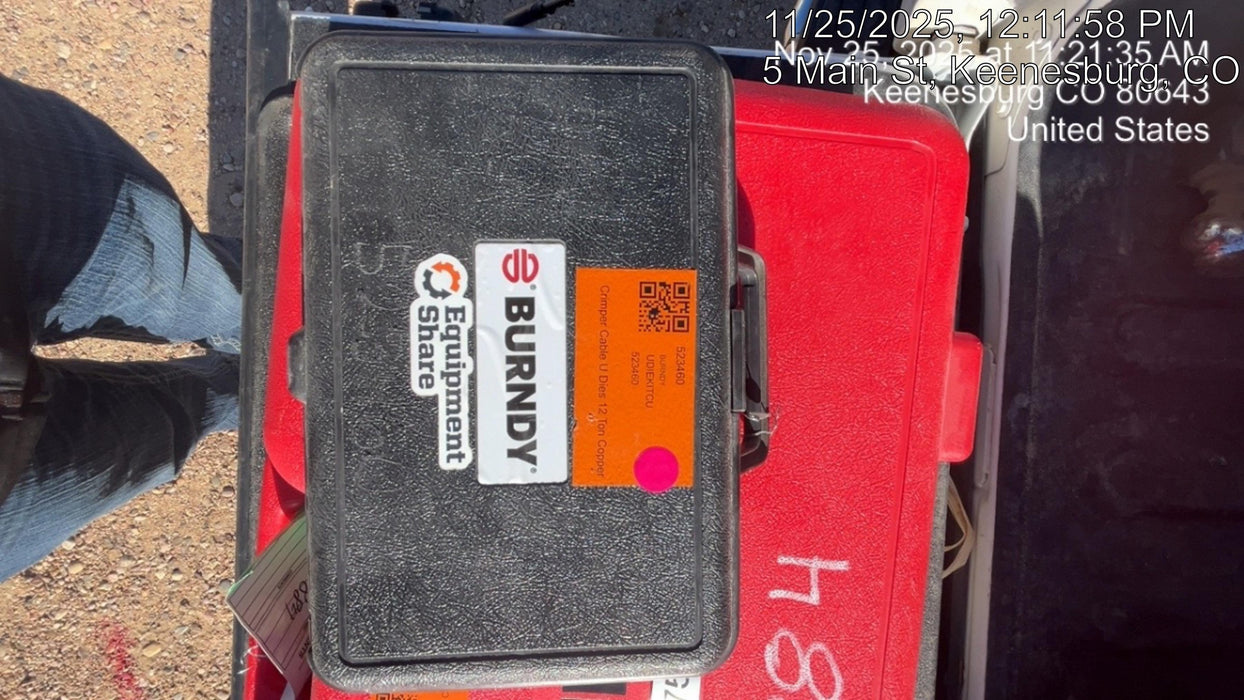 11/25/2025, 12:11:58 PM
Nov 25, 2025 at 11:21:35 AM
5 Main St, Keenesburg, CO
Keenesburg CO 80643
United States
Equipment
Share
BURNDY
523460
BURNDY
UDIEKITCU
523460
Crimper Cable U Dies 12 Ton Copper
48